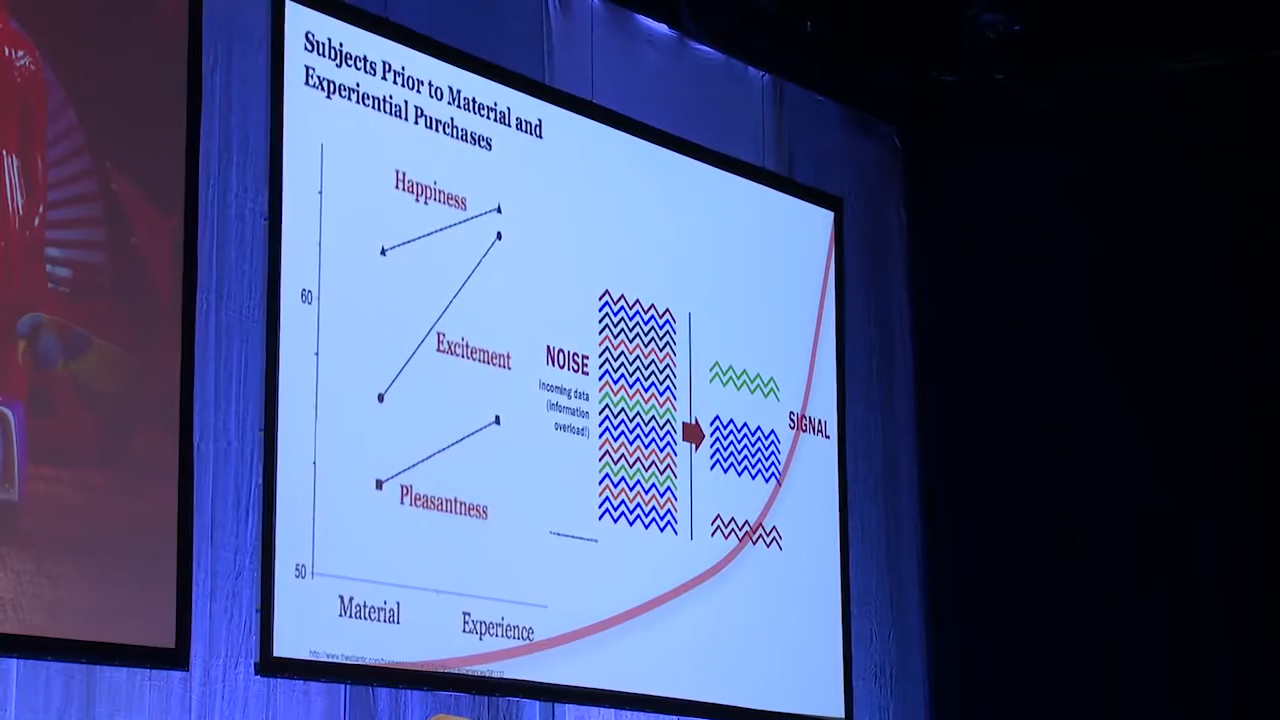 Subjects Prior to Material and
Experiential Purchases
Happiness
60
Excitement
Pleasantness
50
Material
Experience
NOISE
Incoming data
(information
overload!)
SIGNAL